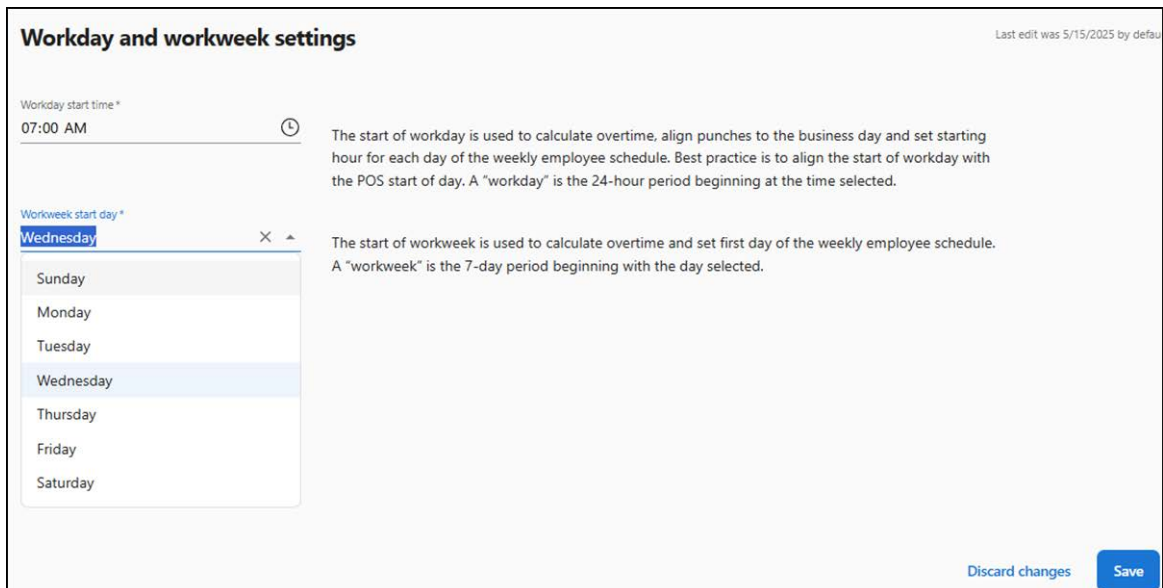 Workday and workweek settings
Last edit was 5/15/2025 by defau
Workday start time*
07:00 AM
The start of workday is used to calculate overtime, align punches to the business day and set starting
hour for each day of the weekly employee schedule. Best practice is to align the start of workday with
the POS start of day. A “workday” is the 24-hour period beginning at the time selected.
Workweek start day*
Wednesday
The start of workweek is used to calculate overtime and set first day of the weekly employee schedule.
A “workweek” is the 7-day period beginning with the day selected.
Sunday
Monday
Tuesday
Wednesday
Thursday
Friday
Saturday
Discard changes
Save